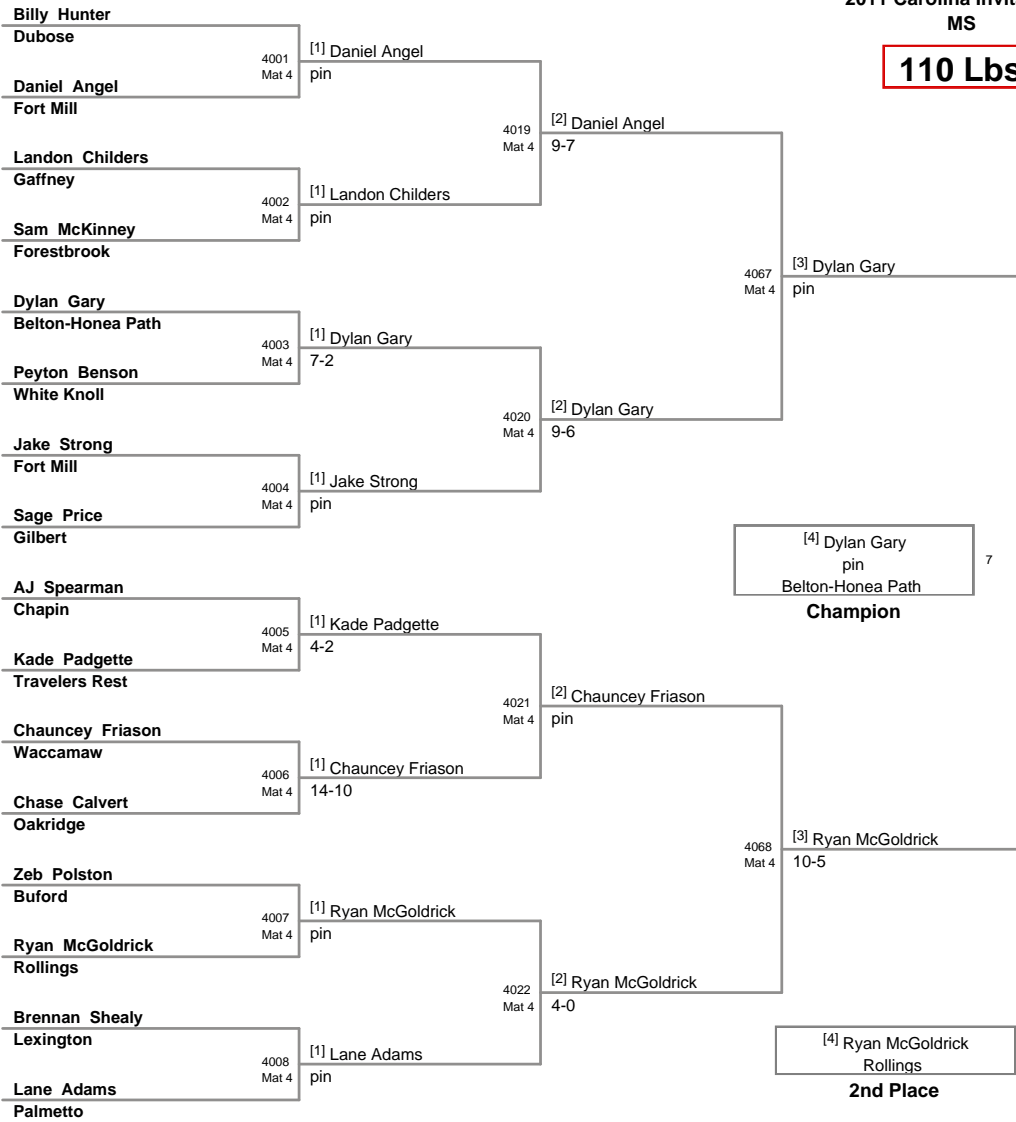 2011 Carolina Invita
MS
110 Lbs
Billy Hunter
Dubose
4001
Mat 4
[1] Daniel Angel
pin
Daniel Angel
Fort Mill
4019
Mat 4
[2] Daniel Angel
9-7
Landon Childers
Gaffney
4002
Mat 4
[1] Landon Childers
pin
Sam McKinney
Forestbrook
4067
Mat 4
[3] Dylan Gary
pin
Dylan Gary
Belton-Honea Path
4003
Mat 4
[1] Dylan Gary
7-2
Peyton Benson
White Knoll
4020
Mat 4
[2] Dylan Gary
9-6
Jake Strong
Fort Mill
4004
Mat 4
[1] Jake Strong
pin
Sage Price
Gilbert
[4] Dylan Gary
pin
Belton-Honea Path
7
Champion
AJ Spearman
Chapin
4005
Mat 4
[1] Kade Padgette
4-2
Kade Padgette
Travelers Rest
4021
Mat 4
[2] Chauncey Friason
pin
Chauncey Friason
Waccamaw
4006
Mat 4
[1] Chauncey Friason
14-10
Chase Calvert
Oakridge
4068
Mat 4
[3] Ryan McGoldrick
10-5
Zeb Polston
Buford
4007
Mat 4
[1] Ryan McGoldrick
pin
Ryan McGoldrick
Rollings
4022
Mat 4
[2] Ryan McGoldrick
4-0
Brennan Shealy
Lexington
4008
Mat 4
[1] Lane Adams
pin
Lane Adams
Palmetto
[4] Ryan McGoldrick
Rollings
2nd Place